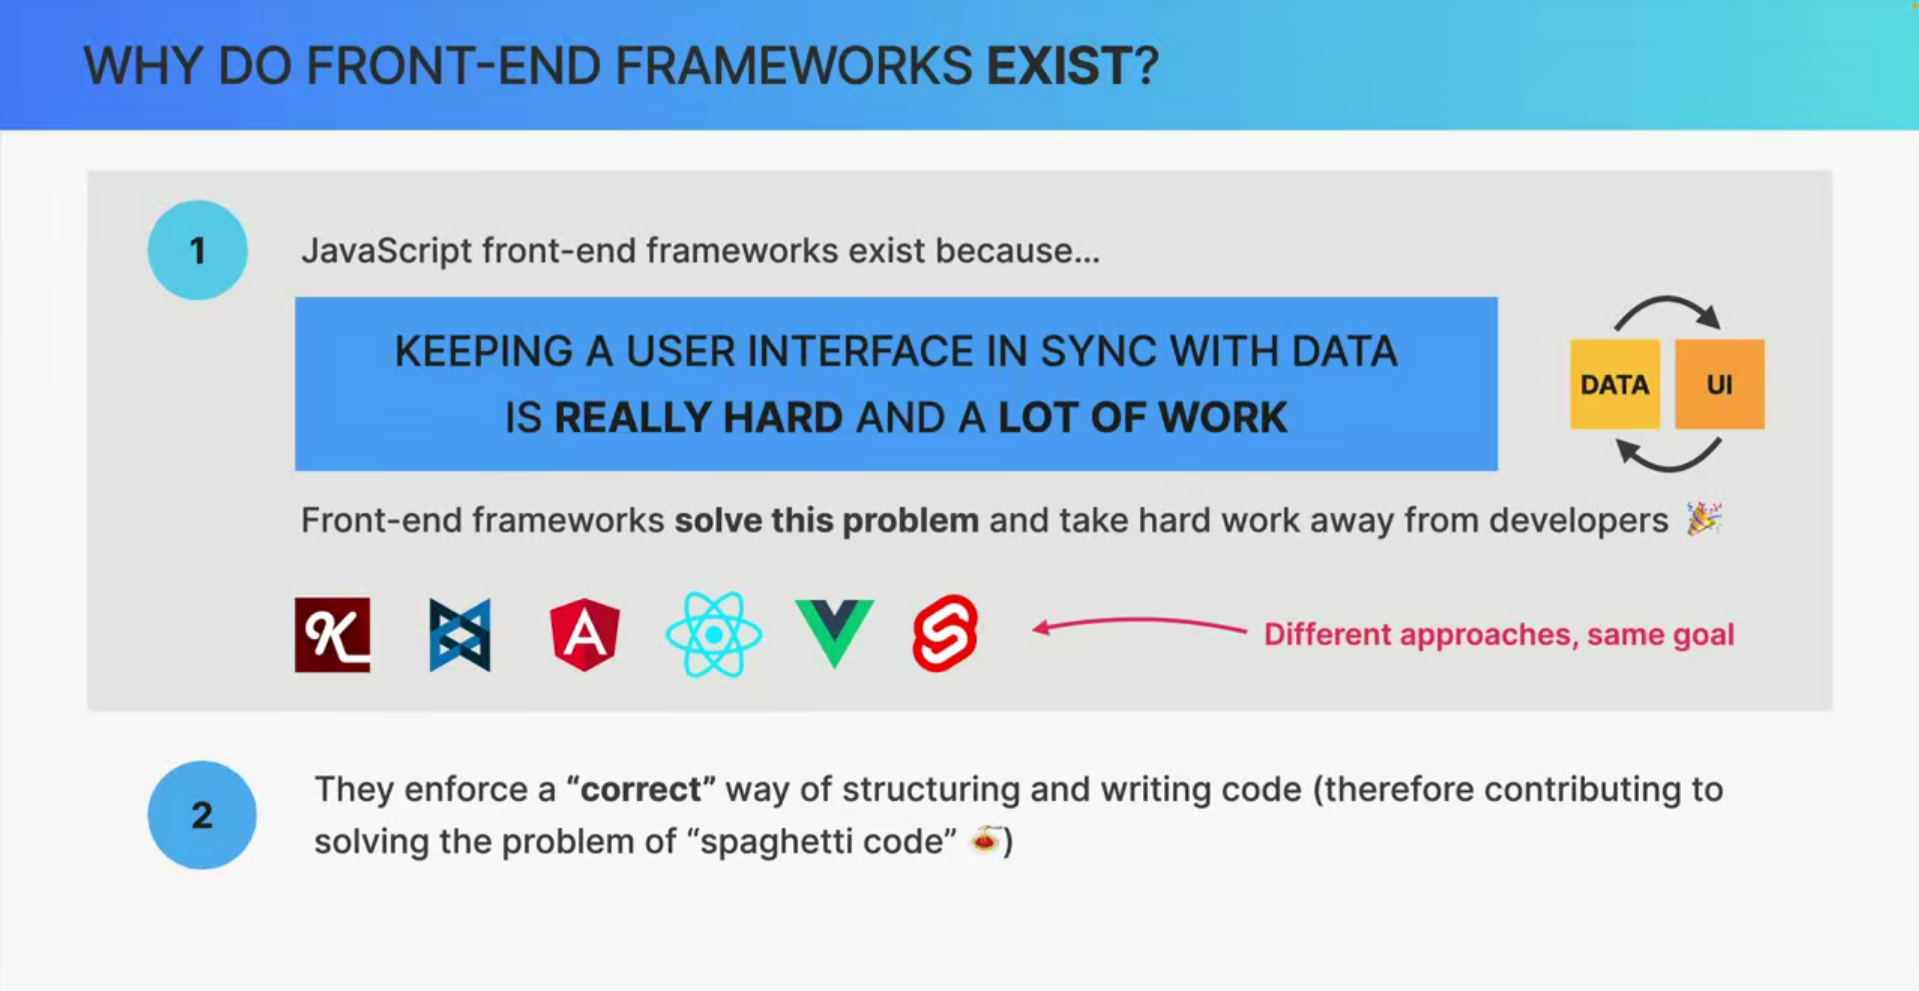 WHY DO FRONT-END FRAMEWORKS EXIST?
1
JavaScript front-end frameworks exist because...
KEEPING A USER INTERFACE IN SYNC WITH DATA
IS REALLY HARD AND A LOT OF WORK
DATA
UI
Front-end frameworks solve this problem and take hard work away from developers 🎉
K
A
Different approaches, same goal
2
They enforce a “correct” way of structuring and writing code (therefore contributing to
solving the problem of “spaghetti code” 🍝)